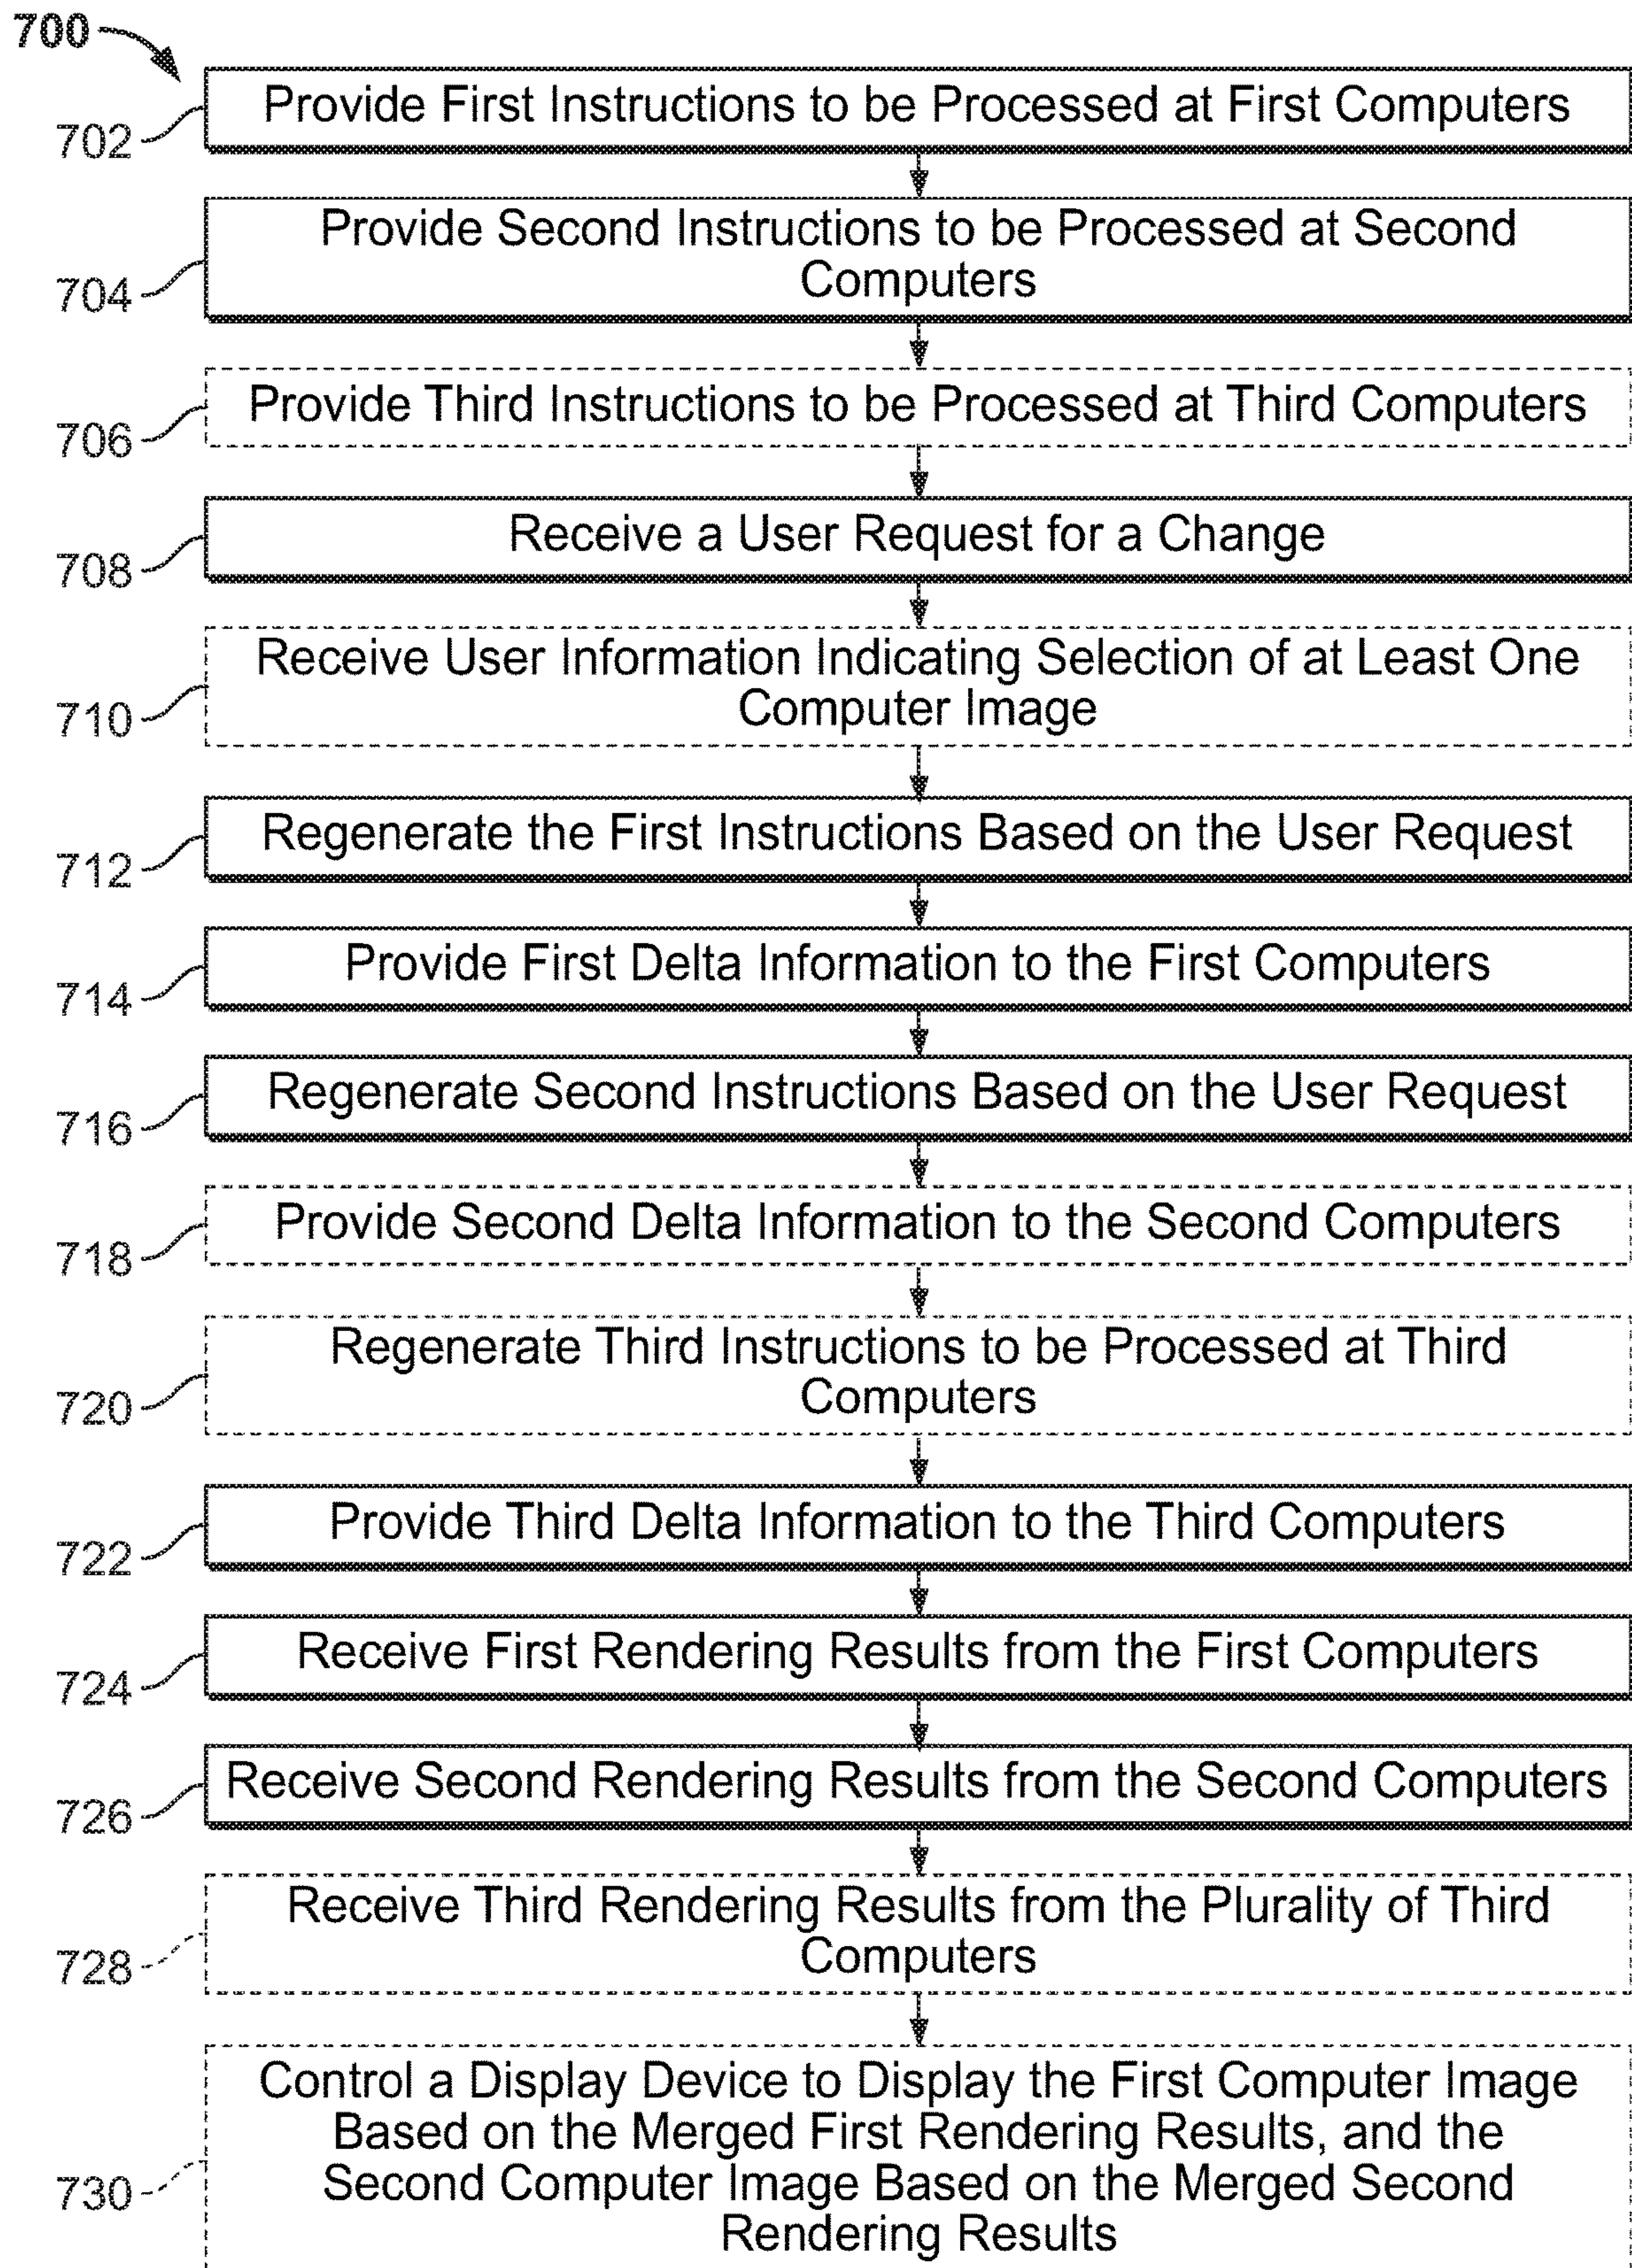 700
702
Provide First Instructions to be Processed at First Computers
704
Provide Second Instructions to be Processed at Second
Computers
706
Provide Third Instructions to be Processed at Third Computers
708
Receive a User Request for a Change
710
Receive User Information Indicating Selection of at Least One
Computer Image
712
Regenerate the First Instructions Based on the User Request
714
Provide First Delta Information to the First Computers
716
Regenerate Second Instructions Based on the User Request
718
Provide Second Delta Information to the Second Computers
720
Regenerate Third Instructions to be Processed at Third
Computers
722
Provide Third Delta Information to the Third Computers
724
Receive First Rendering Results from the First Computers
726
Receive Second Rendering Results from the Second Computers
728
Receive Third Rendering Results from the Plurality of Third
Computers
730
Control a Display Device to Display the First Computer Image
Based on the Merged First Rendering Results, and the
Second Computer Image Based on the Merged Second
Rendering Results